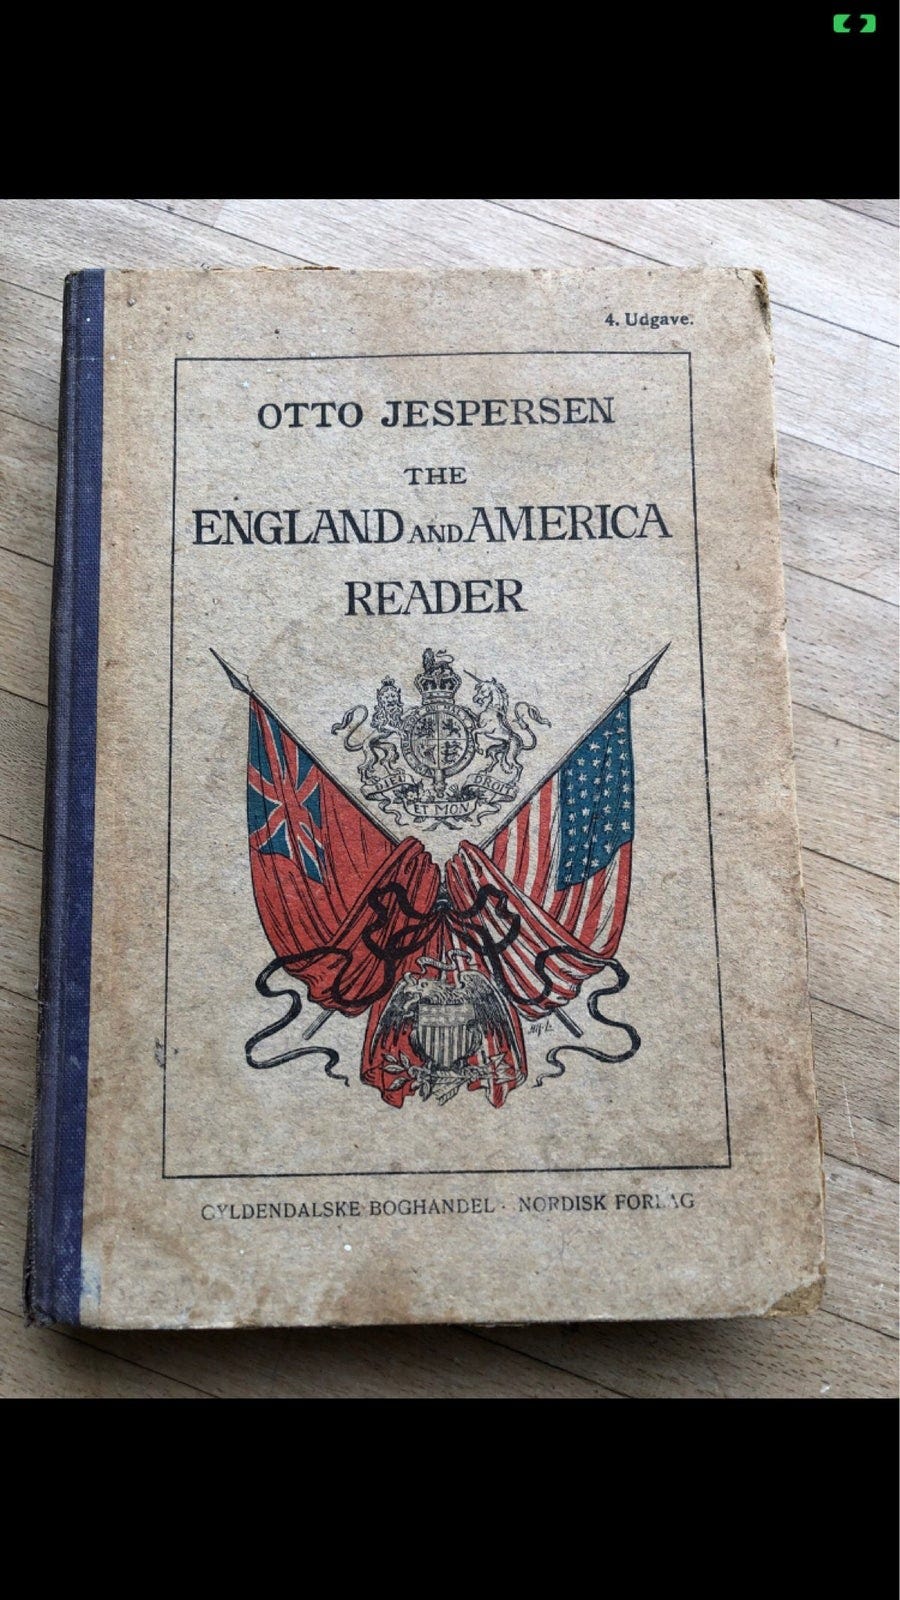 4. Udgave.
OTTO JESPERSEN
THE
ENGLAND AND AMERICA
READER
DIEU ET MON DROIT
GYLDENDALSKE BOGHANDEL · NORDISK FORLAG